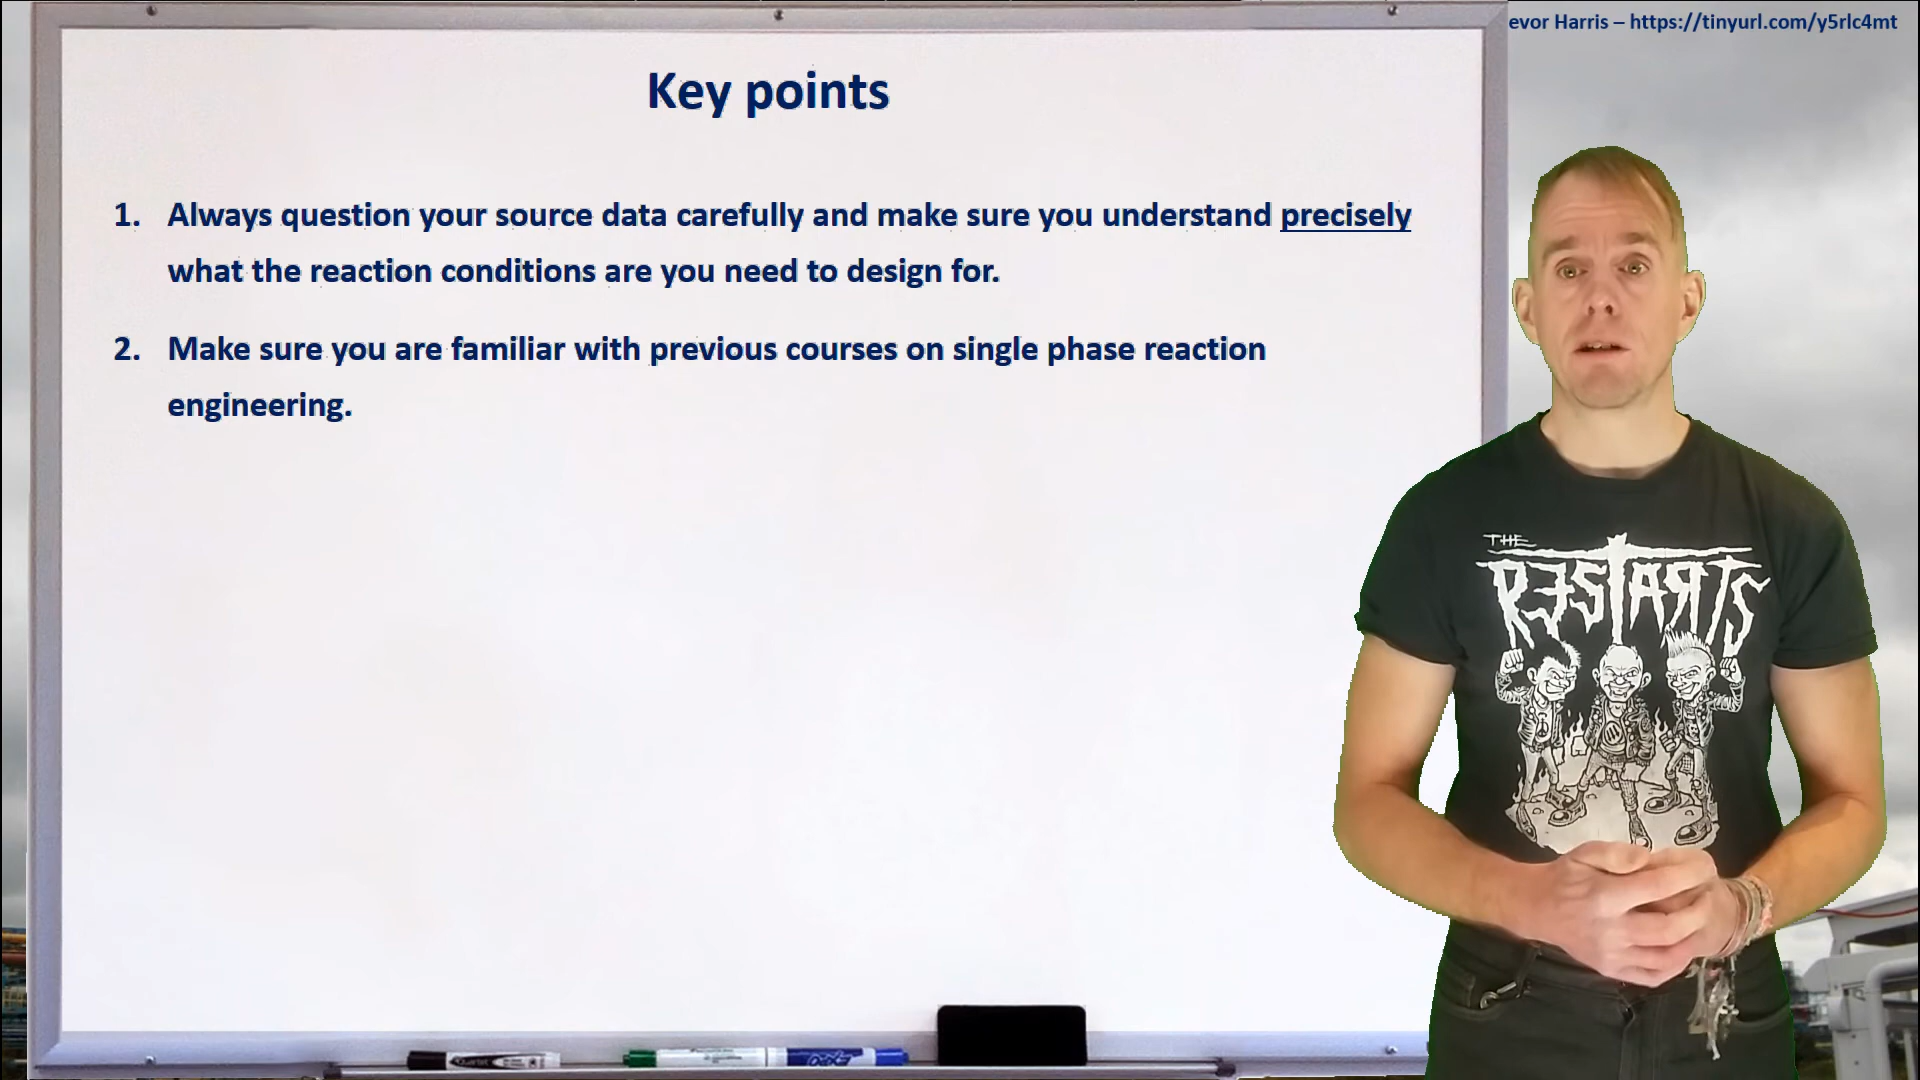 evor Harris – https://tinyurl.com/y5rlc4mt
Key points
1. Always question your source data carefully and make sure you understand precisely
what the reaction conditions are you need to design for.
2. Make sure you are familiar with previous courses on single phase reaction
engineering.
THE
RESTARTS